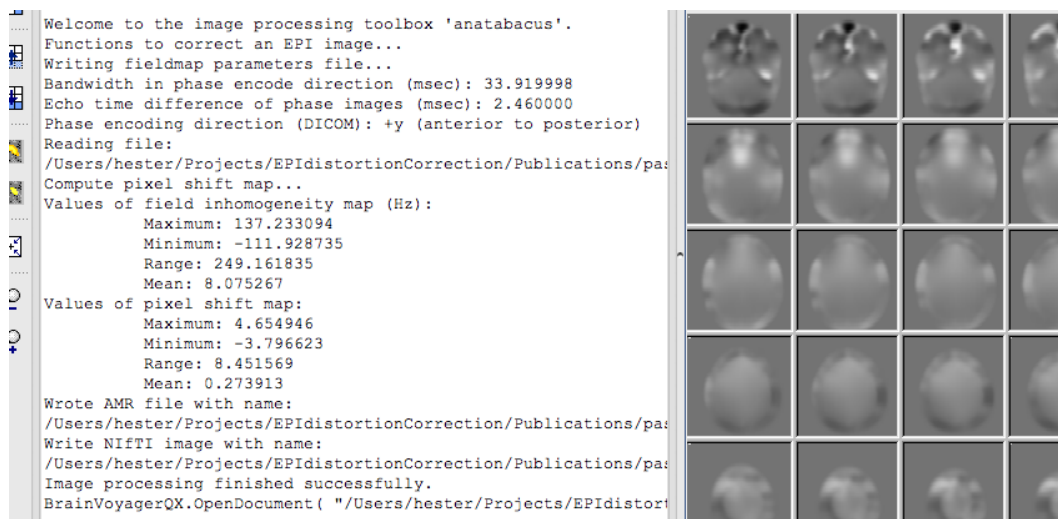 Welcome to the image processing toolbox 'anatabacus'.
Functions to correct an EPI image...
Writing fieldmap parameters file...
Bandwidth in phase encode direction (msec): 33.919998
Echo time difference of phase images (msec): 2.460000
Phase encoding direction (DICOM): +y (anterior to posterior)
Reading file:
/Users/hester/Projects/EPIdistortionCorrection/Publications/pa
Compute pixel shift map...
Values of field inhomogeneity map (Hz):
Maximum: 137.233094
Minimum: -111.928735
Range: 249.161835
Mean: 8.075267
Values of pixel shift map:
Maximum: 4.654946
Minimum: -3.796623
Range: 8.451569
Mean: 0.273913
Wrote AMR file with name:
/Users/hester/Projects/EPIdistortionCorrection/Publications/pa
Write NIfTI image with name:
/Users/hester/Projects/EPIdistortionCorrection/Publications/pa
Image processing finished successfully.
BrainVoyagerQX.OpenDocument( "/Users/hester/Projects/EPIdistort